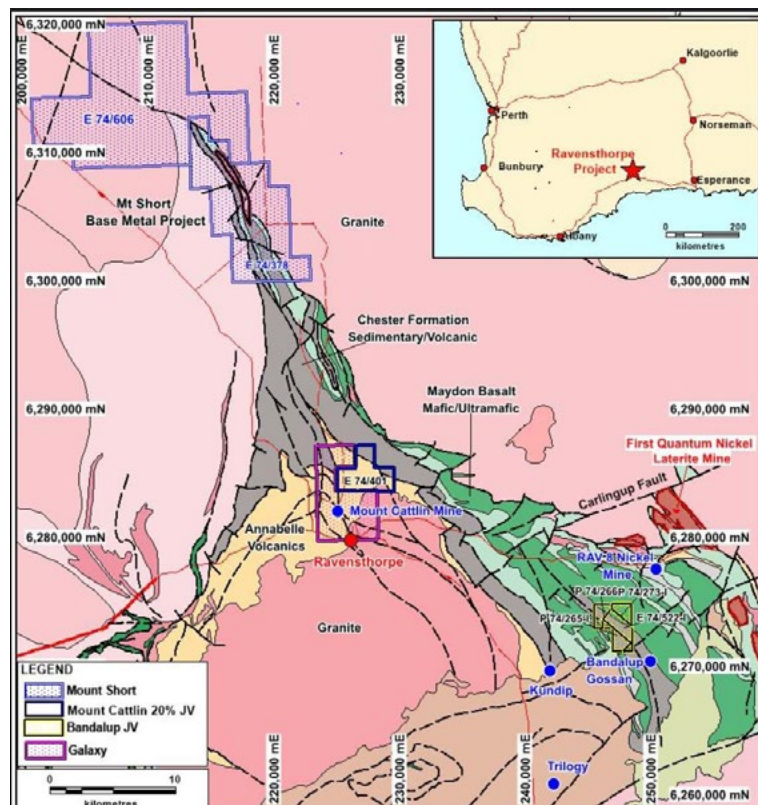 6,320,000 mN
200,000 mE
210,000 mE
220,000 mE
230,000 mE
E 74/606
6,310,000 mN
Mt Short
Base Metal Project
Granite
E 74/378
6,300,000 mN
6,300,000 mN
Kalgoorlie
Perth
Norseman
Ravensthorpe
Project
Bunbury
Esperance
Albany
0
200
kilometres
Chester Formation
Sedimentary/Volcanic
Maydon Basalt
Mafic/Ultramafic
6,290,000 mN
6,290,000 mN
First Quantum Nickel
Laterite Mine
E 74/401
Carlingup Fault
Mount Cattlin Mine
Annabelle
Volcanics
6,280,000 mN
6,280,000 mN
Ravensthorpe
RAV 8 Nickel
Mine
P 74/266
P 74/273-I
P 74/265-I
E 74/522-I
Granite
Bandalup
Gossan
6,270,000 mN
Kundip
LEGEND
Mount Short
Mount Cattlin 20% JV
Bandalup JV
Galaxy
0
10
kilometres
220,000 mE
230,000 mE
240,000 mE
250,000 mE
Trilogy
6,260,000 mN